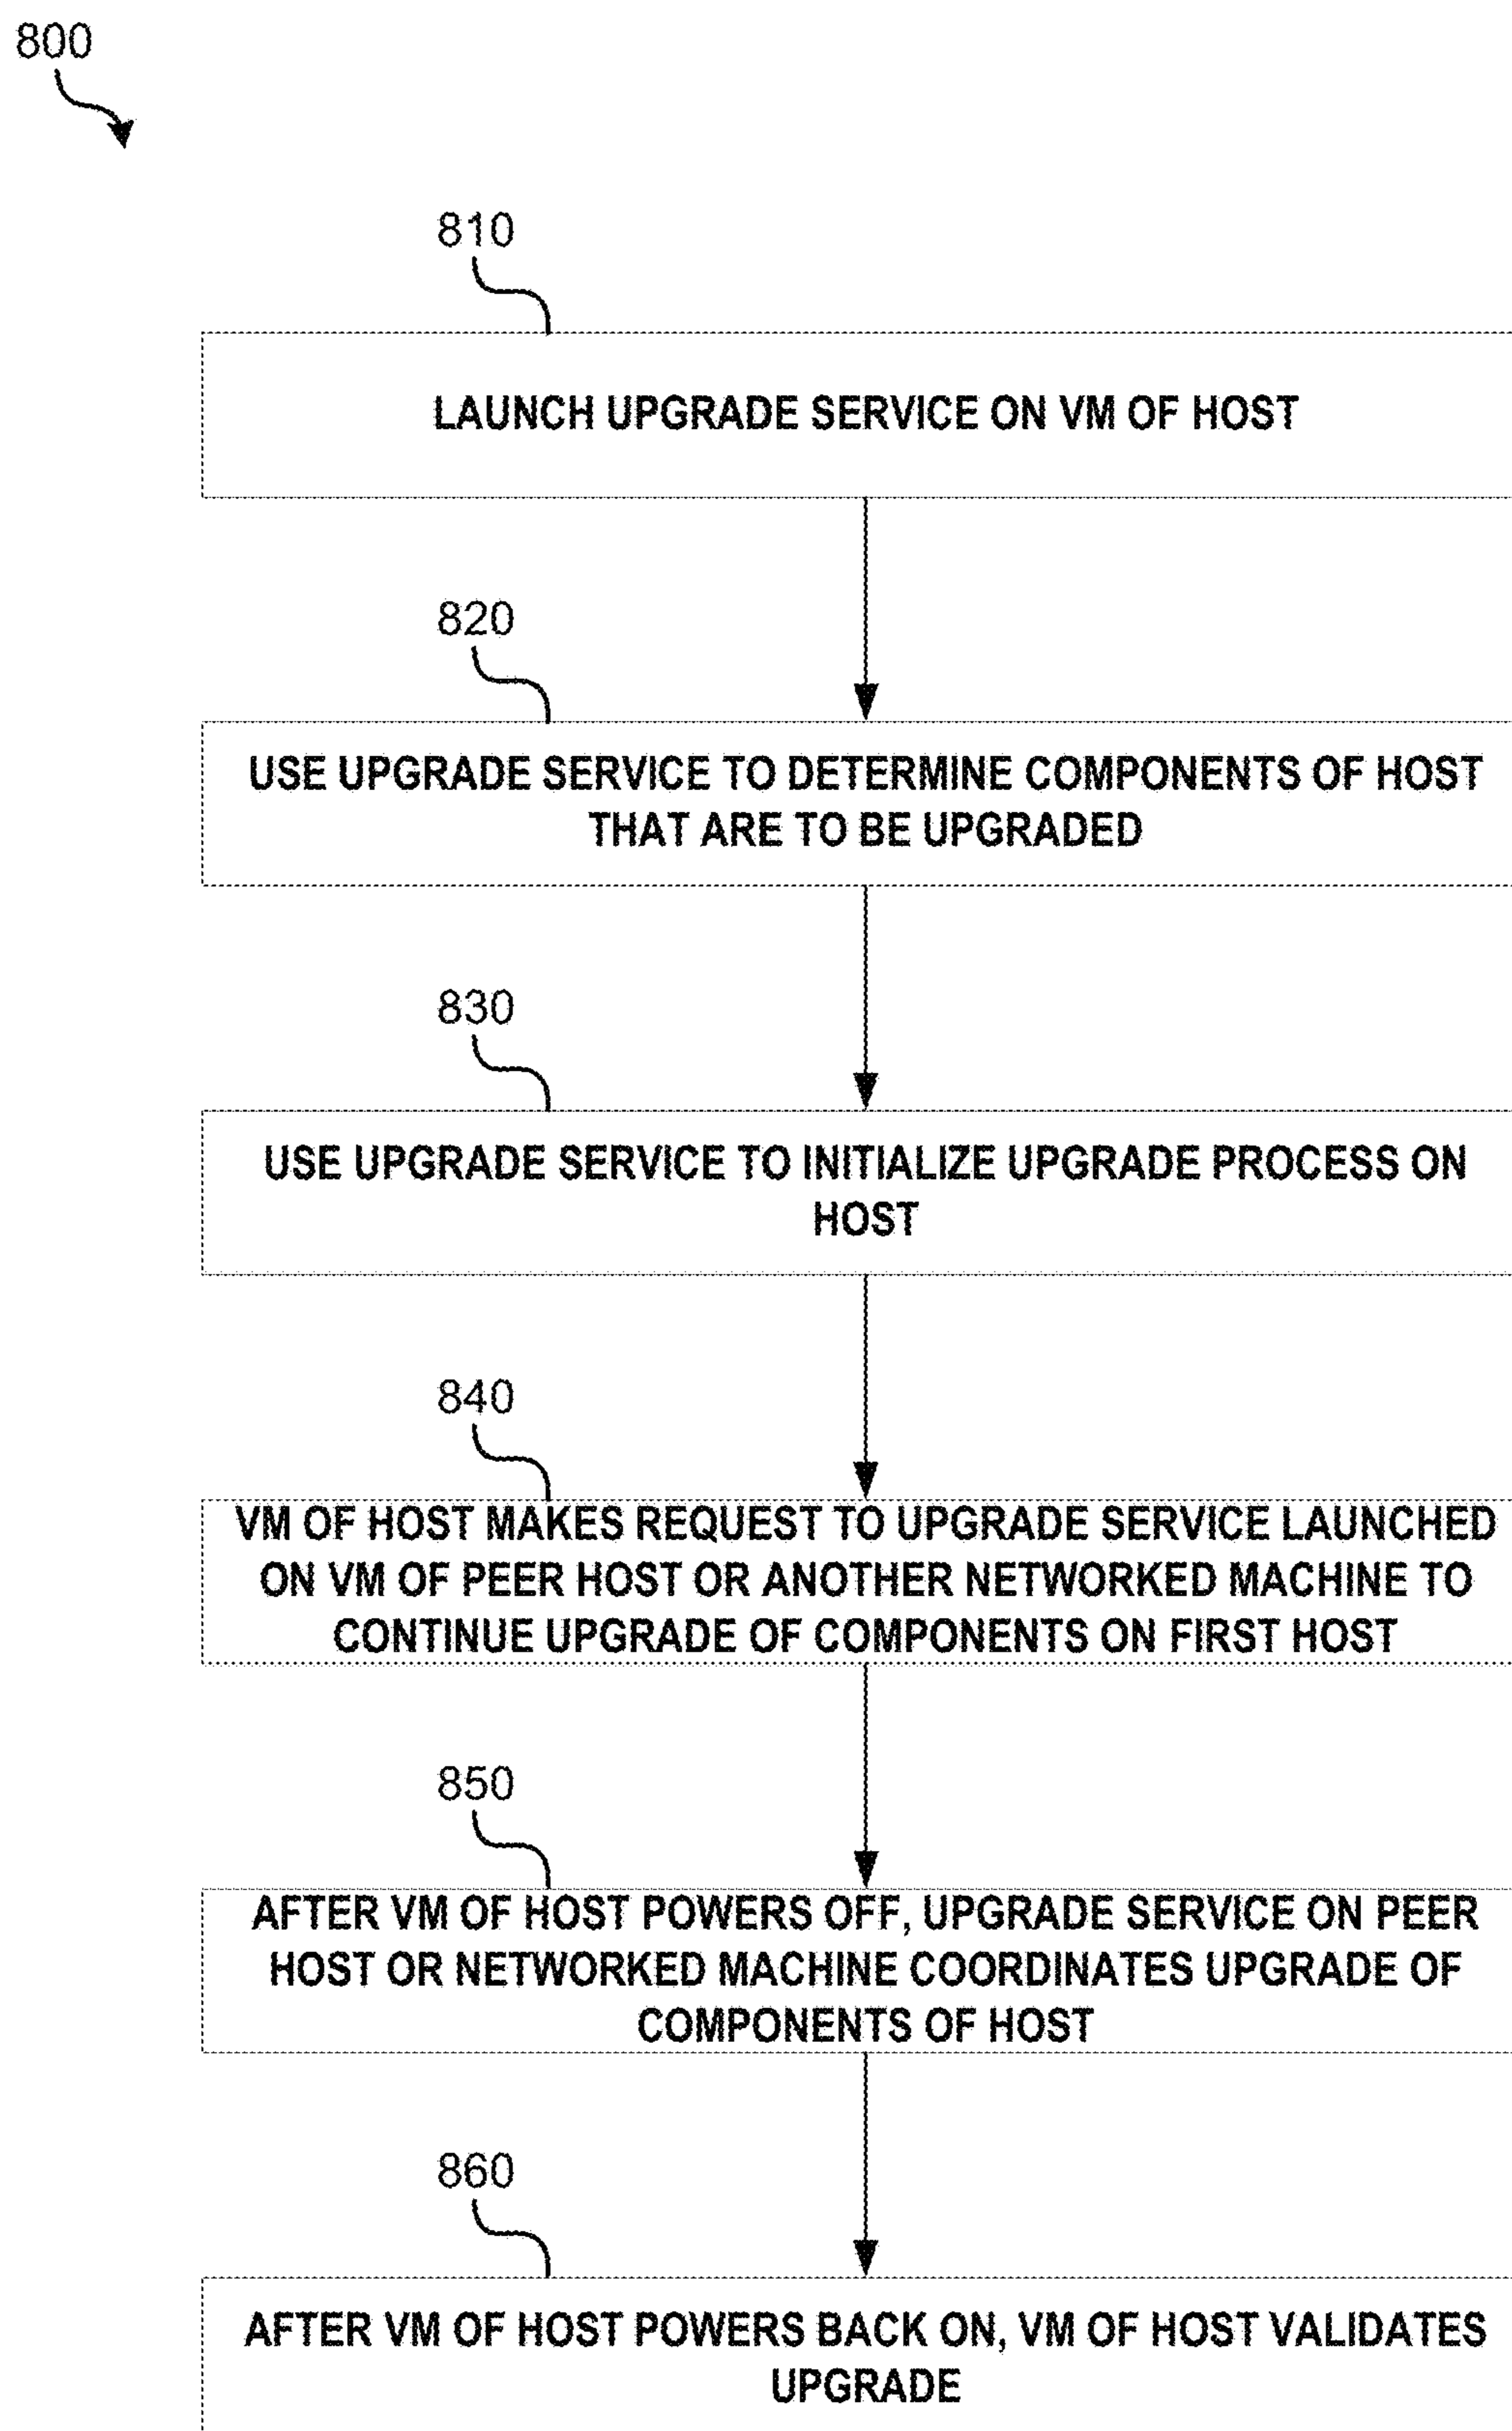 800
810
LAUNCH UPGRADE SERVICE ON VM OF HOST
820
USE UPGRADE SERVICE TO DETERMINE COMPONENTS OF HOST
THAT ARE TO BE UPGRADED
830
USE UPGRADE SERVICE TO INITIALIZE UPGRADE PROCESS ON
HOST
840
VM OF HOST MAKES REQUEST TO UPGRADE SERVICE LAUNCHED
ON VM OF PEER HOST OR ANOTHER NETWORKED MACHINE TO
CONTINUE UPGRADE OF COMPONENTS ON FIRST HOST
850
AFTER VM OF HOST POWERS OFF, UPGRADE SERVICE ON PEER
HOST OR NETWORKED MACHINE COORDINATES UPGRADE OF
COMPONENTS OF HOST
860
AFTER VM OF HOST POWERS BACK ON, VM OF HOST VALIDATES
UPGRADE